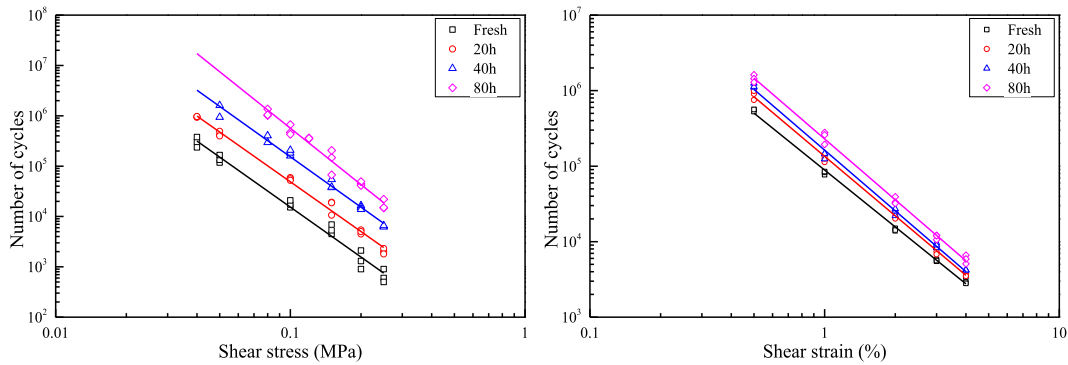 10^8
10^7
10^6
10^5
10^4
10^3
10^2
Number of cycles
0.01
0.1
1
Shear stress (MPa)
Fresh
20h
40h
80h
10^7
10^6
10^5
10^4
10^3
Number of cycles
0.1
1
10
Shear strain (%)
Fresh
20h
40h
80h